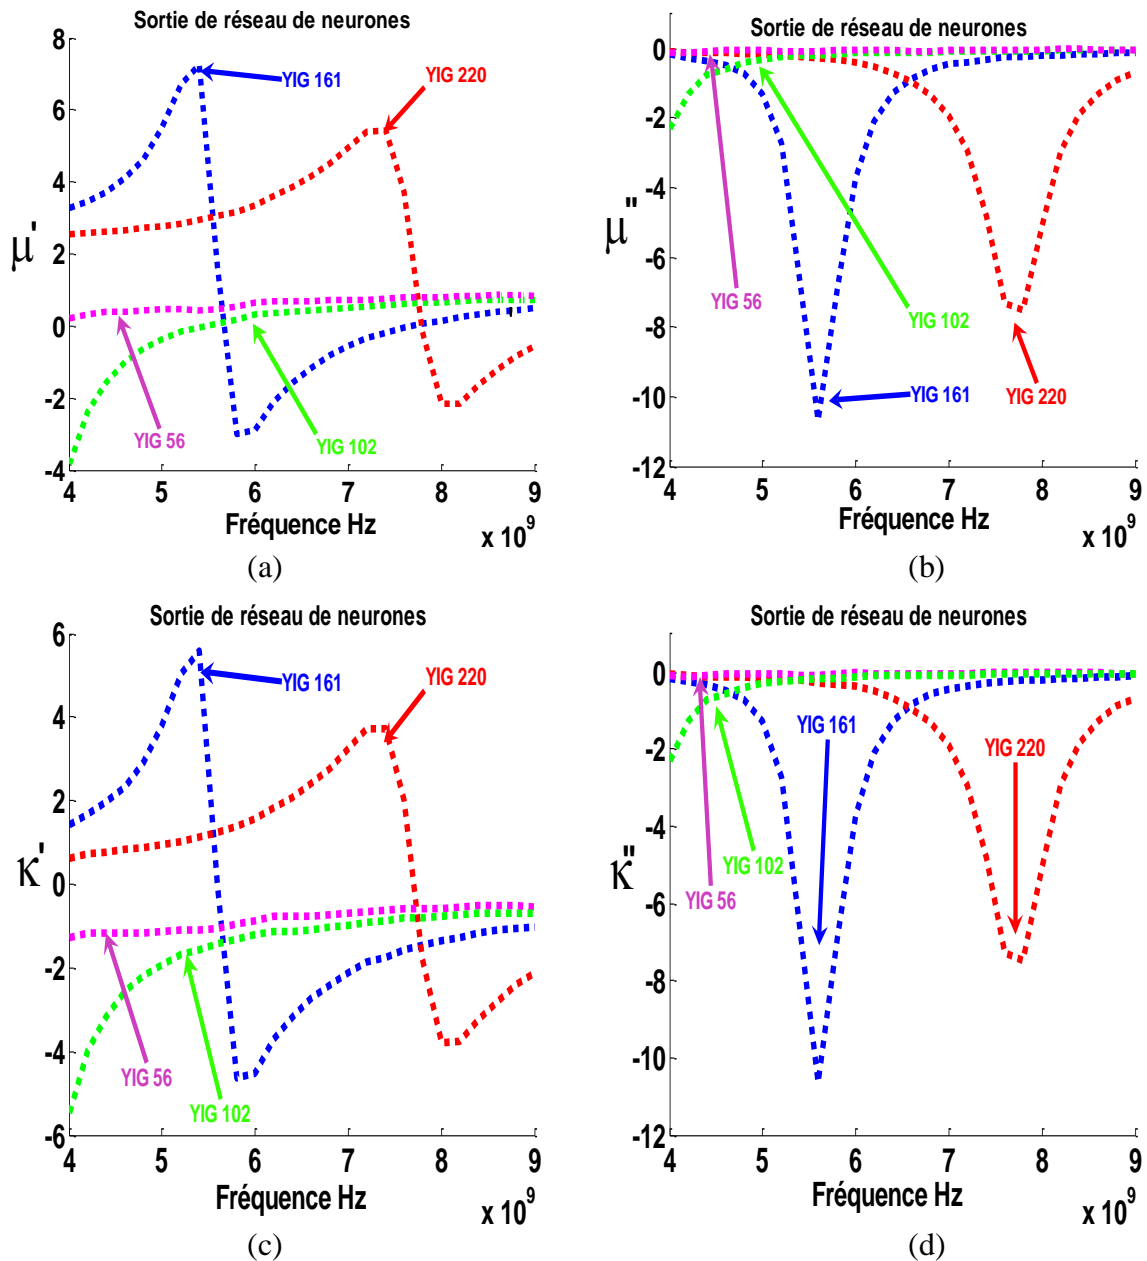 Sortie de réseau de neurones
8
6
4
2
0
-2
-4
μ'
YIG 161
YIG 220
YIG 56
YIG 102
4 5 6 7 8 9
Fréquence Hz
x 10^9
(a)
Sortie de réseau de neurones
0
-2
-4
-6
-8
-10
-12
μ"
YIG 56
YIG 102
YIG 161
YIG 220
4 5 6 7 8 9
Fréquence Hz
x 10^9
(b)
Sortie de réseau de neurones
6
4
2
0
-2
-4
-6
κ'
YIG 161
YIG 220
YIG 56
YIG 102
4 5 6 7 8 9
Fréquence Hz
x 10^9
(c)
Sortie de réseau de neurones
0
-2
-4
-6
-8
-10
-12
κ"
YIG 161
YIG 220
YIG 102
YIG 56
4 5 6 7 8 9
Fréquence Hz
x 10^9
(d)